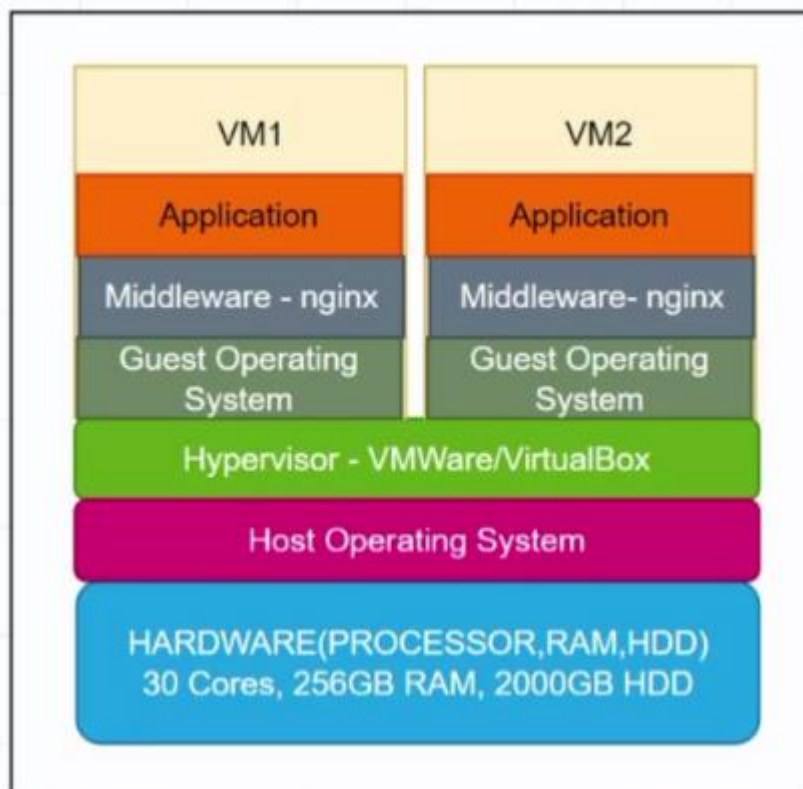 VM1
VM2
Application
Application
Middleware - nginx
Middleware- nginx
Guest Operating
System
Guest Operating
System
Hypervisor - VMWare/VirtualBox
Host Operating System
HARDWARE(PROCESSOR,RAM,HDD)
30 Cores, 256GB RAM, 2000GB HDD